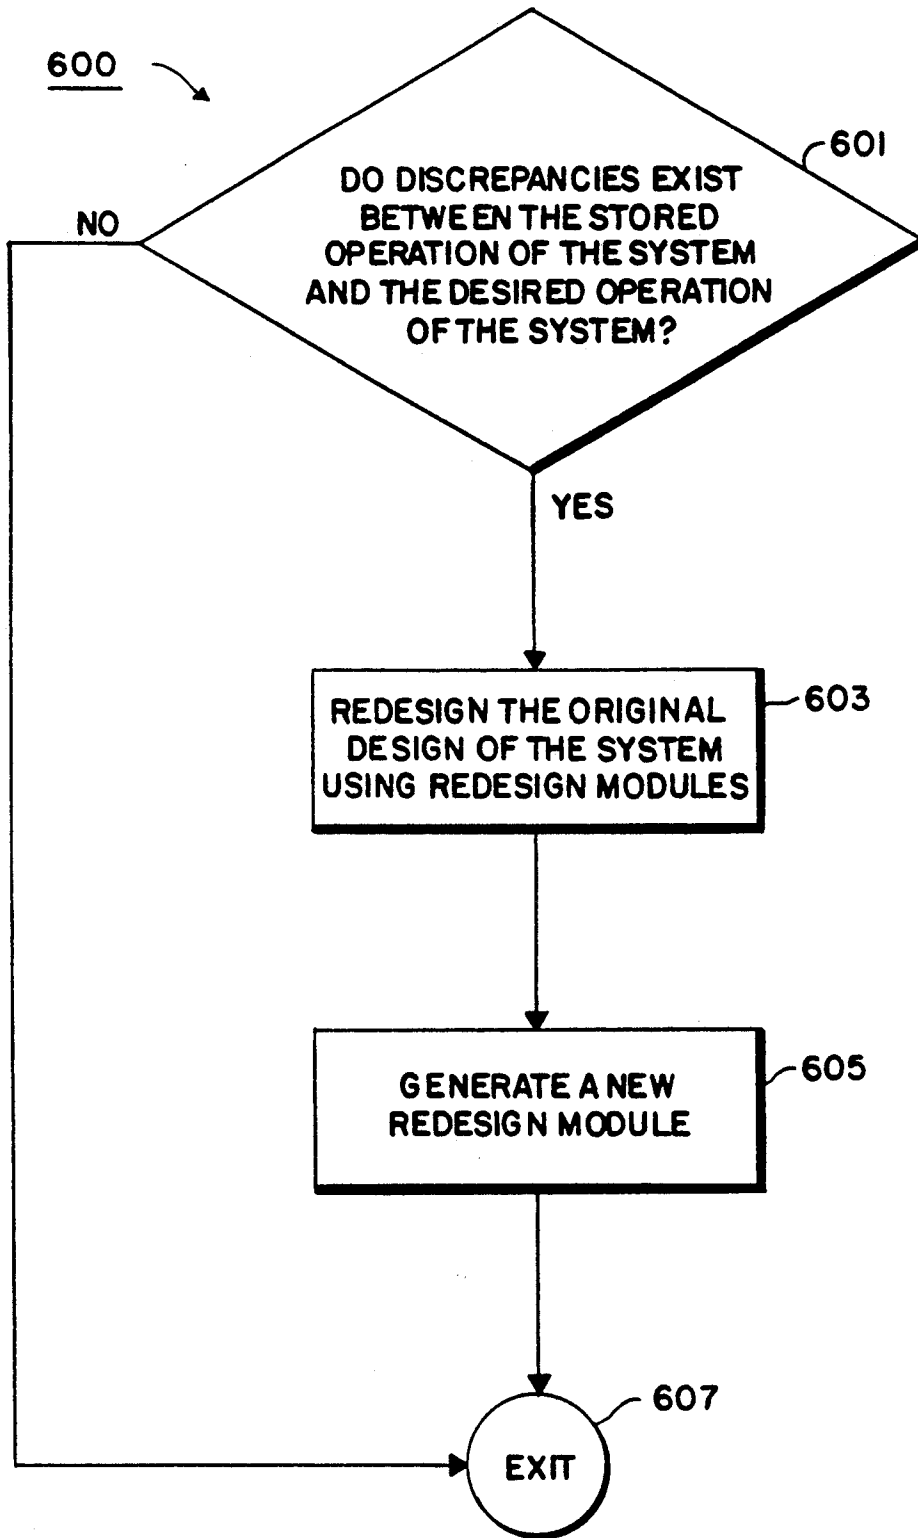 600
601
DO DISCREPANCIES EXIST
BETWEEN THE STORED
OPERATION OF THE SYSTEM
AND THE DESIRED OPERATION
OF THE SYSTEM?
NO
YES
603
REDESIGN THE ORIGINAL
DESIGN OF THE SYSTEM
USING REDESIGN MODULES
605
GENERATE A NEW
REDESIGN MODULE
607
EXIT